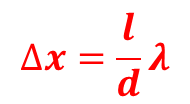 Δx = l/d λ